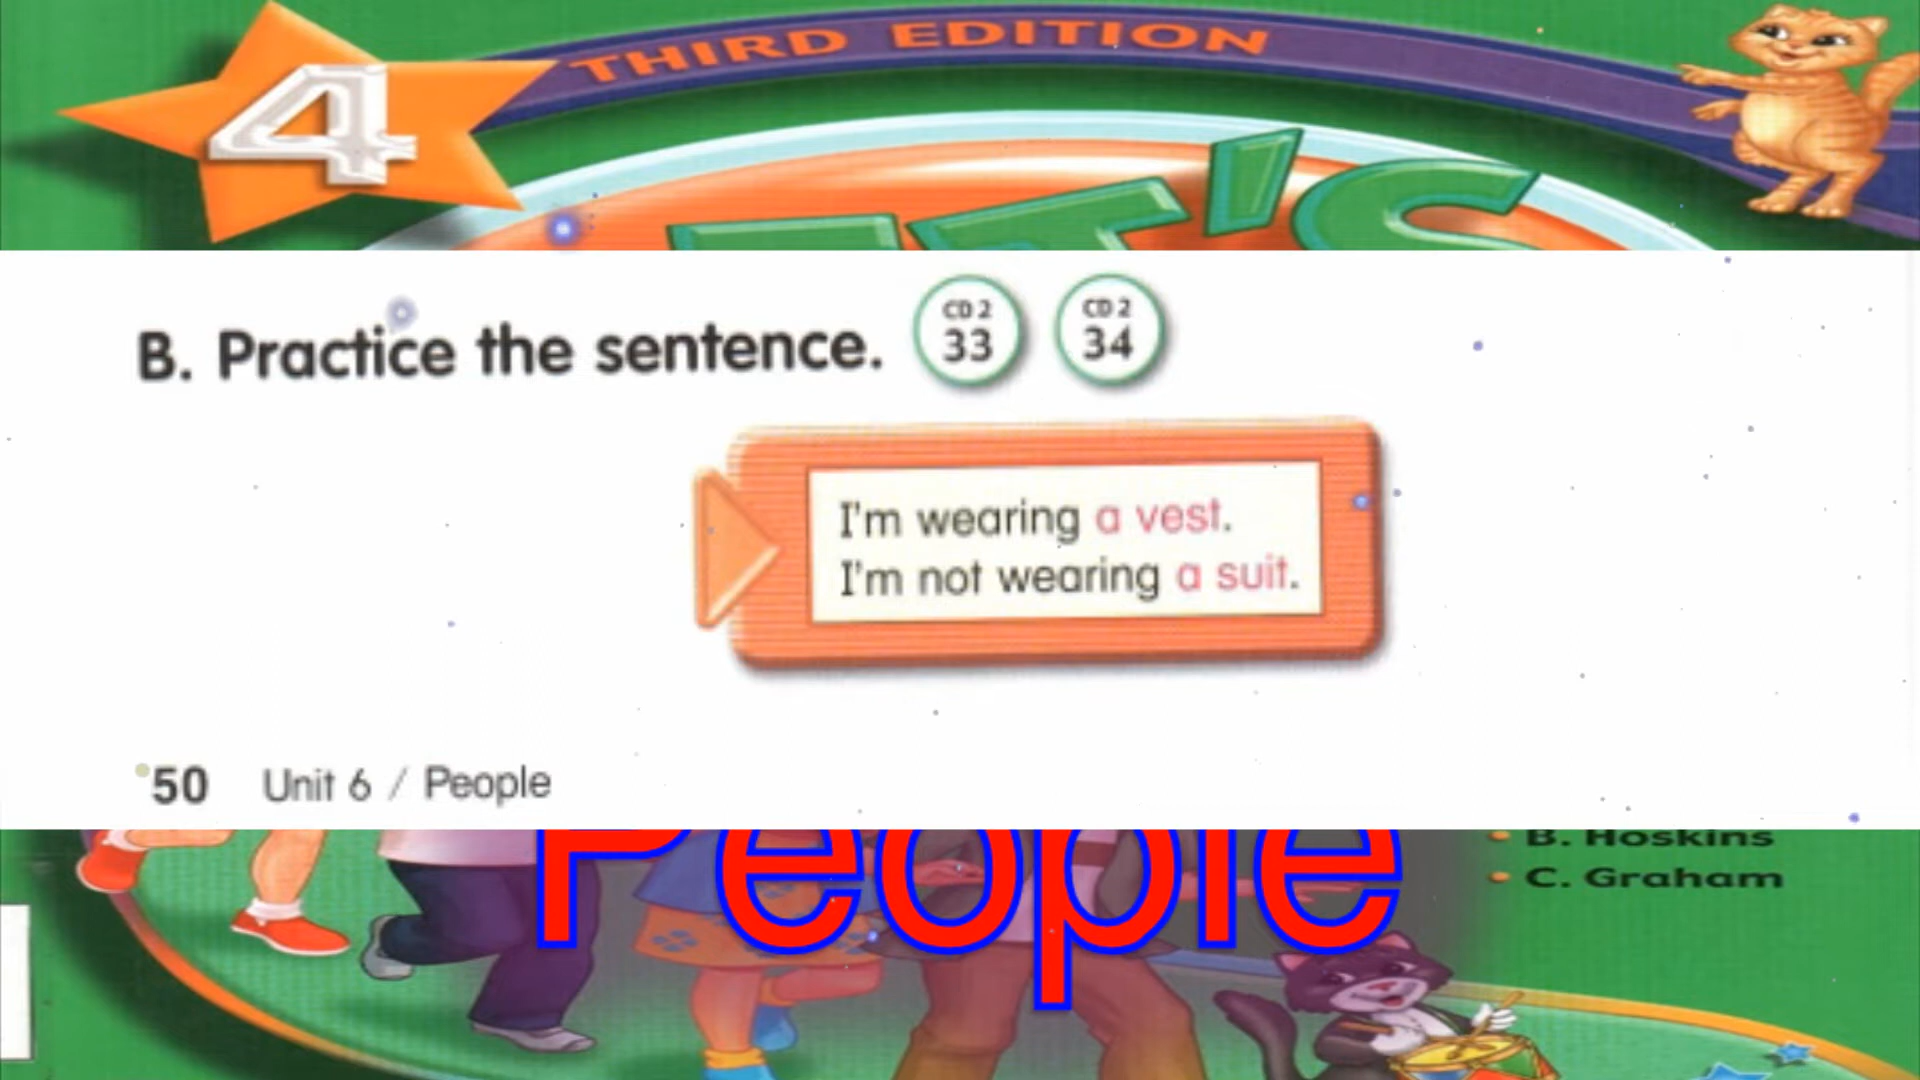 4
THIRD EDITION
LET'S
B. Practice the sentence.
CD 2
33
CD 2
34
I'm wearing a vest.
I'm not wearing a suit.
50 Unit 6 / People
People
B. Hoskins
C. Graham